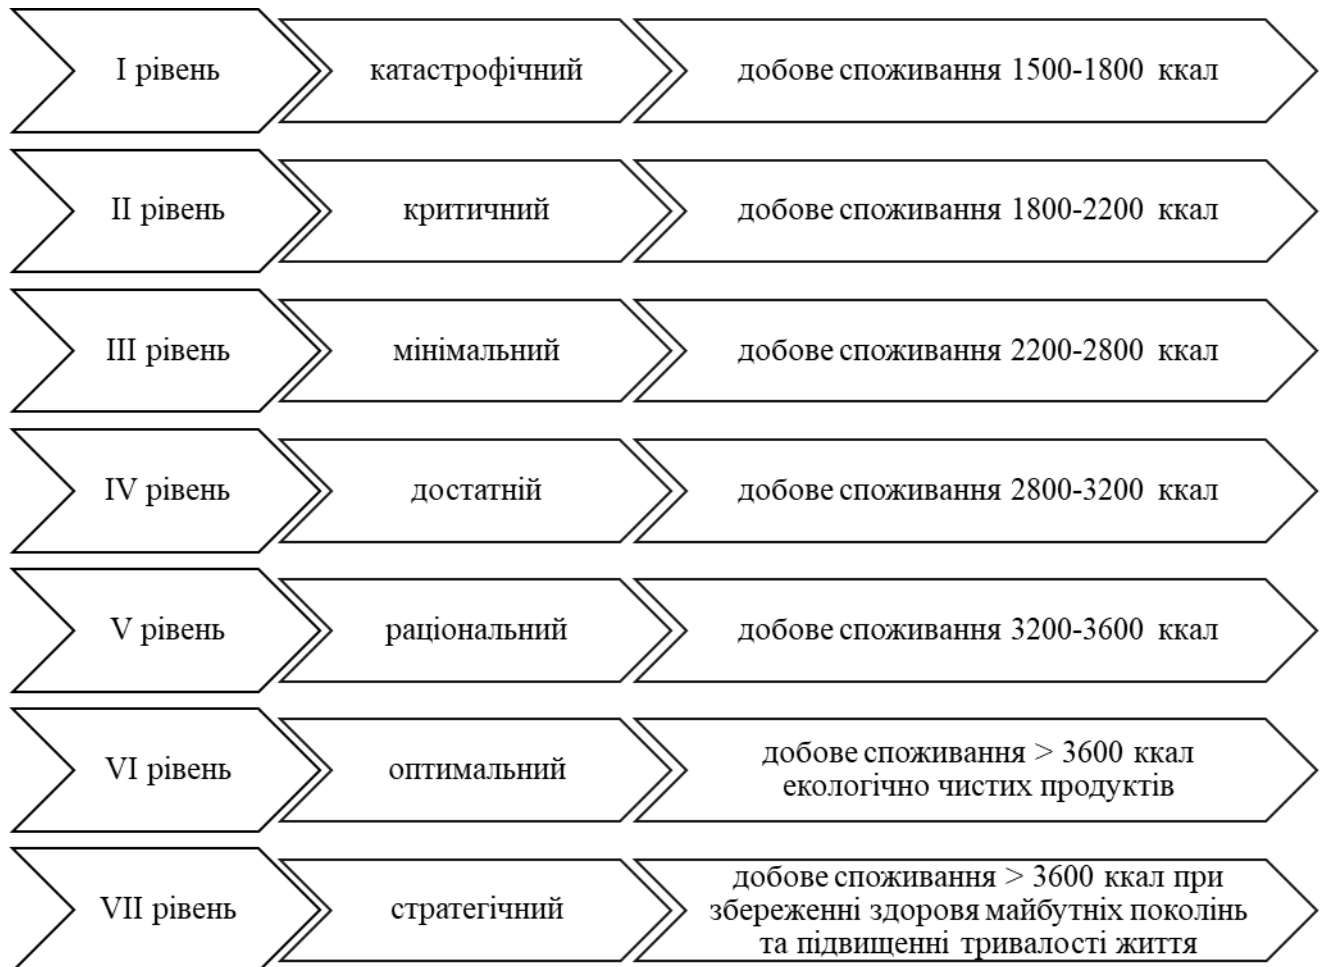 І рівень
катастрофічний
добове споживання 1500-1800 ккал
ІІ рівень
критичний
добове споживання 1800-2200 ккал
ІІІ рівень
мінімальний
добове споживання 2200-2800 ккал
ІV рівень
достатній
добове споживання 2800-3200 ккал
V рівень
раціональний
добове споживання 3200-3600 ккал
VI рівень
оптимальний
добове споживання > 3600 ккал
екологічно чистих продуктів
VII рівень
стратегічний
добове споживання > 3600 ккал при
збереженні здоровя майбутніх поколінь
та підвищенні тривалості життя